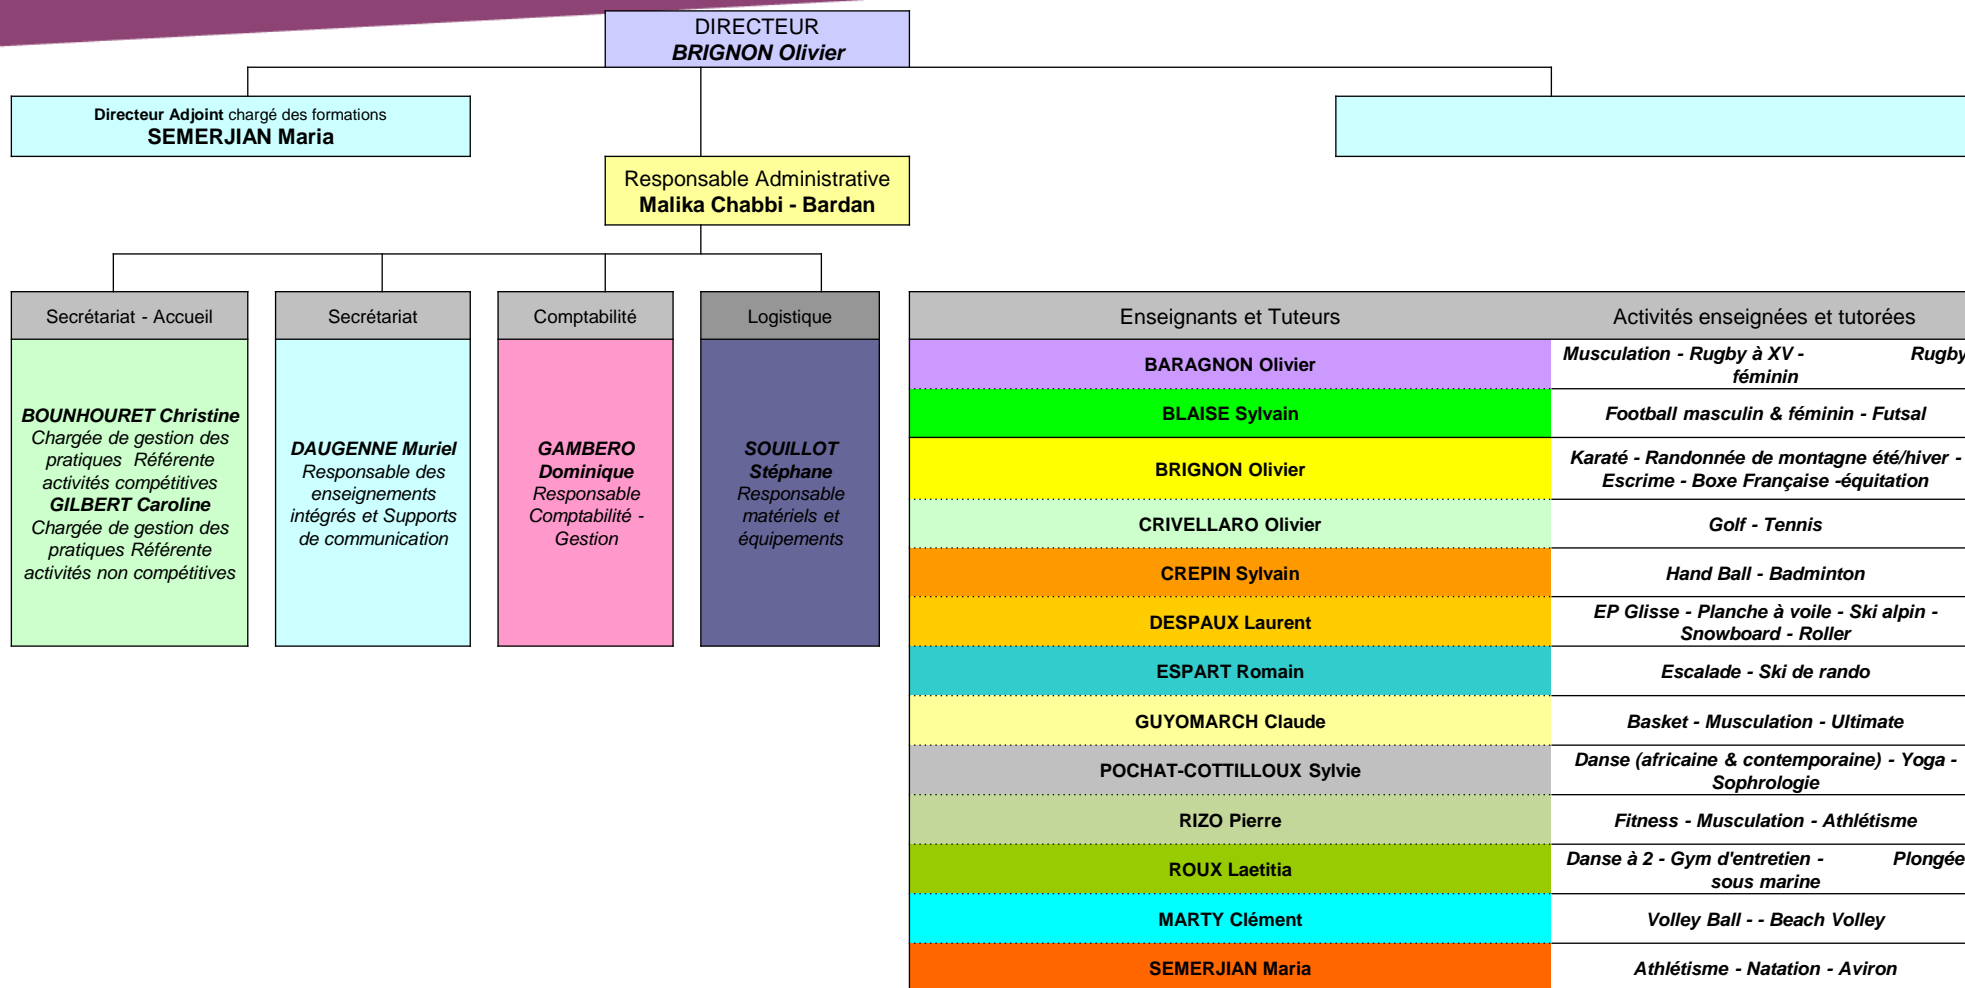 DIRECTEUR
BRIGNON Olivier
Directeur Adjoint chargé des formations
SEMERJIAN Maria
Responsable Administrative
Malika Chabbi - Bardan
Secrétariat - Accueil
BOUNHOURET Christine
Chargée de gestion des
pratiques Référente
activités compétitives
GILBERT Caroline
Chargée de gestion des
pratiques Référente
activités non compétitives
Secrétariat
DAUGENNE Muriel
Responsable des
enseignements
intégrés et Supports
de communication
Comptabilité
GAMBERO
Dominique
Responsable
Comptabilité -
Gestion
Logistique
SOUILLOT
Stéphane
Responsable
matériels et
équipements
Enseignants et Tuteurs Activités enseignées et tutorées
BARAGNON Olivier
Musculation - Rugby à XV - Rugby
féminin
BLAISE Sylvain
Football masculin & féminin - Futsal
BRIGNON Olivier
Karaté - Randonnée de montagne été/hiver -
Escrime - Boxe Française -équitation
CRIVELLARO Olivier
Golf - Tennis
CREPIN Sylvain
Hand Ball - Badminton
DESPAUX Laurent
EP Glisse - Planche à voile - Ski alpin -
Snowboard - Roller
ESPART Romain
Escalade - Ski de rando
GUYOMARCH Claude
Basket - Musculation - Ultimate
POCHAT-COTTILLOUX Sylvie
Danse (africaine & contemporaine) - Yoga -
Sophrologie
RIZO Pierre
Fitness - Musculation - Athlétisme
ROUX Laetitia
Danse à 2 - Gym d'entretien - Plongée
sous marine
MARTY Clément
Volley Ball - - Beach Volley
SEMERJIAN Maria
Athlétisme - Natation - Aviron